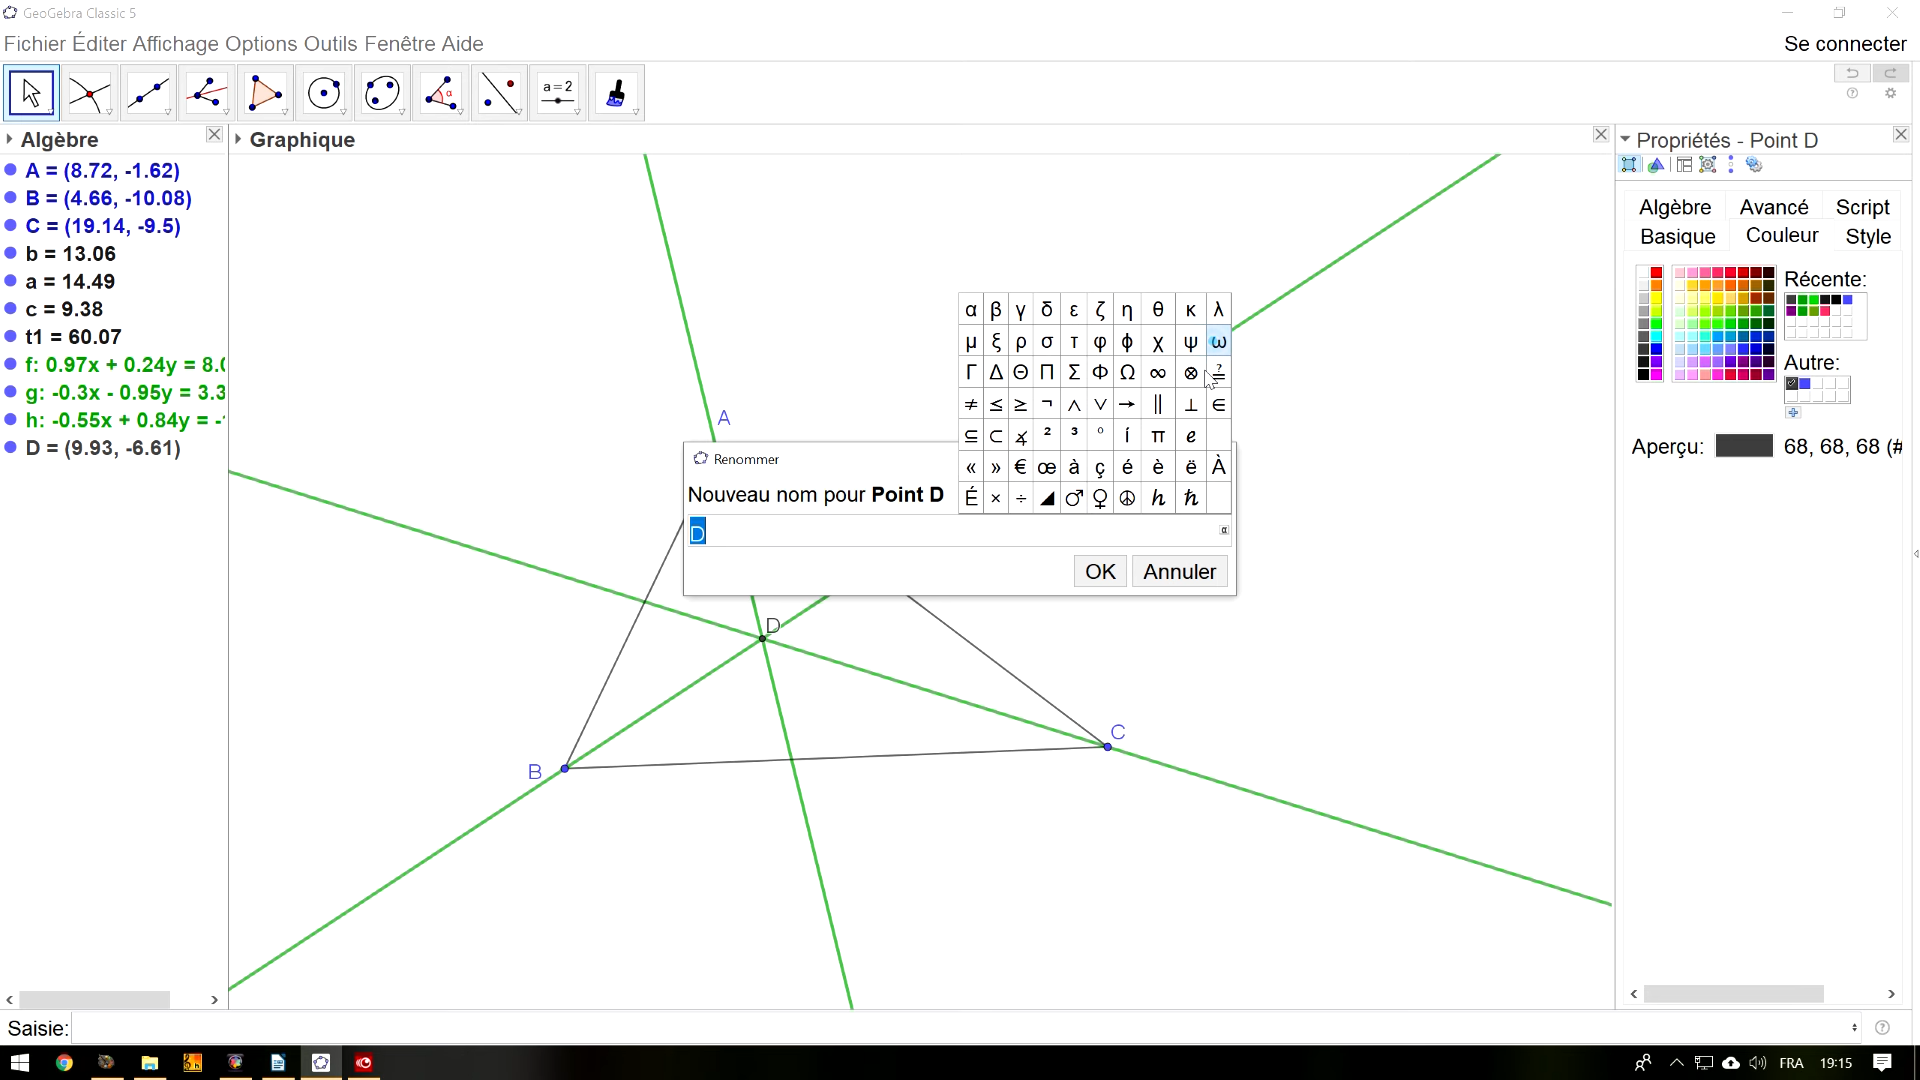 GeoGebra Classic 5
Fichier Éditer Affichage Options Outils Fenêtre Aide
Se connecter
α
a=2
Algèbre
Graphique
Propriétés - Point D
A = (8.72, -1.62)
B = (4.66, -10.08)
C = (19.14, -9.5)
b = 13.06
a = 14.49
c = 9.38
t1 = 60.07
f: 0.97x + 0.24y = 8.0
g: -0.3x - 0.95y = 3.3
h: -0.55x + 0.84y = -
D = (9.93, -6.61)
Algèbre Avancé Script
Basique Couleur Style
Récente:
Autre:
Aperçu: 68, 68, 68 (#
α β γ δ ε ζ η θ κ λ
μ ξ ρ σ τ φ ϕ χ ψ ω
Γ Δ Θ Π Σ Φ Ω ∞ ⊗ ≟
≠ ≤ ≥ ¬ ∧ ∨ → ∥ ⊥ ∈
⊆ ⊂ ∡ ² ³ ° í π ℯ
« » € œ à ç é è ë À
É × ÷ ◢ ♂ ♀ ☮ ℎ ℏ
A
Renommer
Nouveau nom pour Point D
D
α
OK Annuler
D
C
B
Saisie:
FRA 19:15